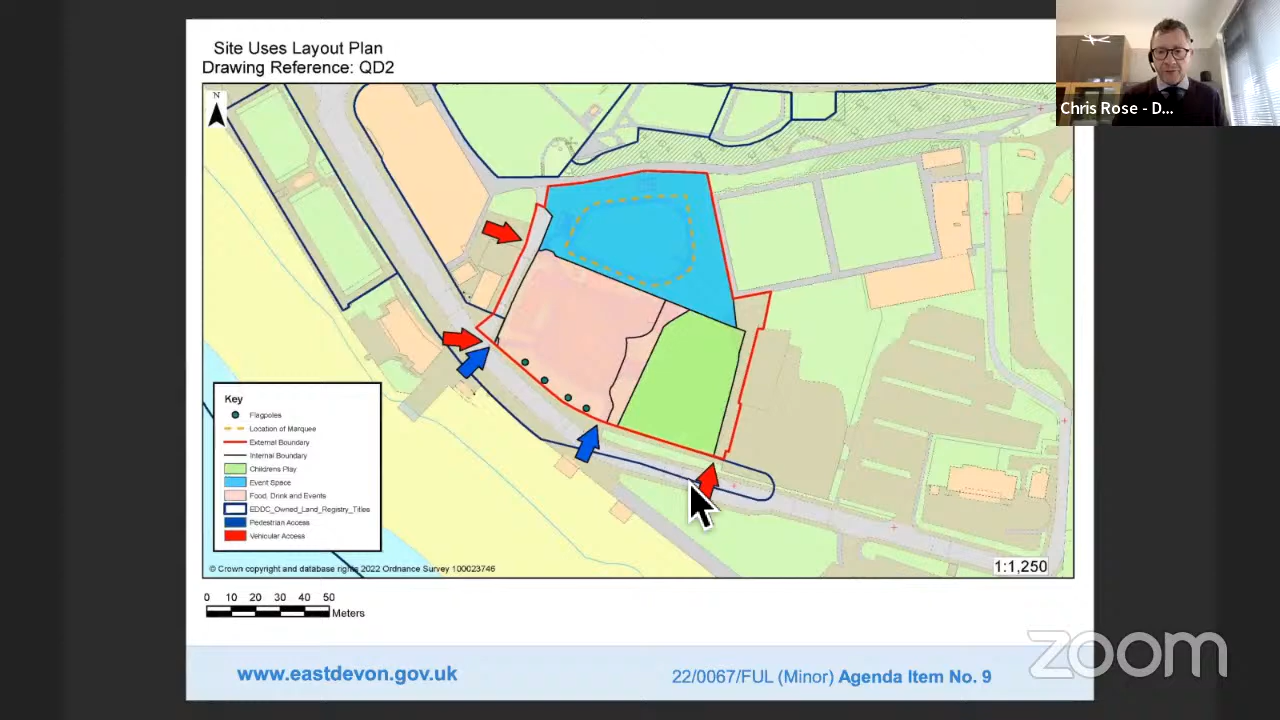 Site Uses Layout Plan
Drawing Reference: QD2
Chris Rose - D...
N
Key
Flagpoles
Location of Marquee
External Boundary
Internal Boundary
Childrens Play
Event Space
Food, Drink and Events
EDDC_Owned_Land_Registry_Titles
Pedestrian Access
Vehicular Access
© Crown copyright and database rights 2022 Ordnance Survey 100023746
1:1,250
0 10 20 30 40 50
Meters
www.eastdevon.gov.uk
22/0067/FUL (Minor) Agenda Item No. 9
zoom